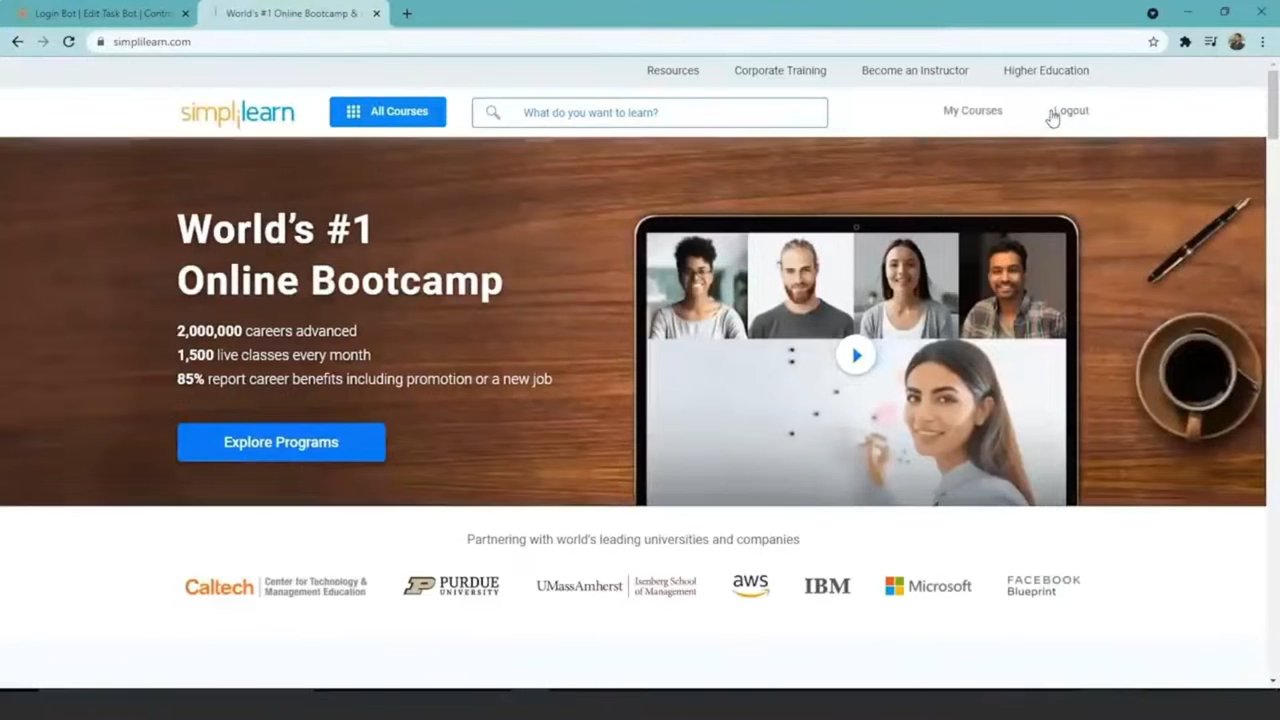 Login Bot | Edit Task Bot | Contro
World's #1 Online Bootcamp &
simplilearn.com
Resources
Corporate Training
Become an Instructor
Higher Education
simplilearn
All Courses
What do you want to learn?
My Courses
Logout
World's #1
Online Bootcamp
2,000,000 careers advanced
1,500 live classes every month
85% report career benefits including promotion or a new job
Explore Programs
Partnering with world's leading universities and companies
Caltech | Center for Technology &
Management Education
PURDUE
UNIVERSITY
UMassAmherst | Isenberg School
of Management
aws
IBM
Microsoft
FACEBOOK
Blueprint